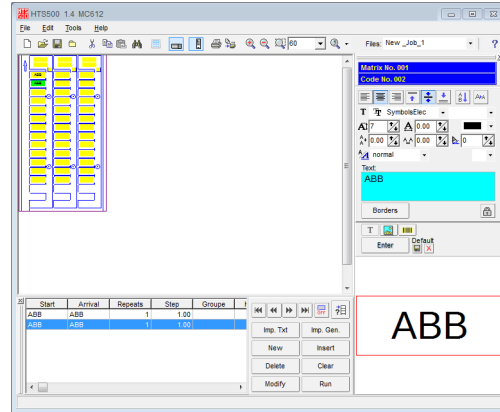 HTS500 1.4 MC612
File Edit Tools Help
60
Files: New _Job_1
?
ABB
ABB
Matrix No. 001
Code No. 002
T SymbolsElec
7 0.00
0.00 0.00 0
normal
Text:
ABB
Borders
T
Enter Default
Start Arrival Repeats Step Groupe
ABB ABB 1 1.00
ABB ABB 1 1.00
Imp. Txt Imp. Gen.
New Insert
Delete Clear
Modify Run
ABB